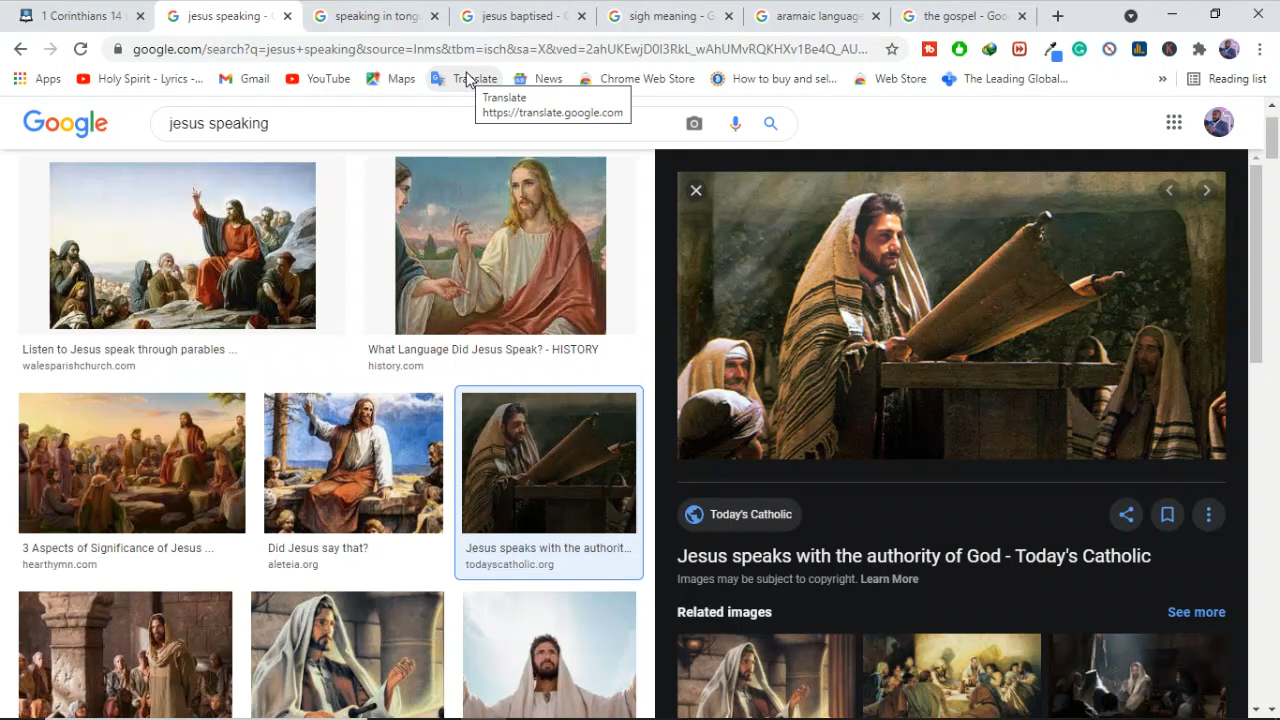 1 Corinthians 14 k
jesus speaking -
speaking in tongu
jesus baptised - G
sigh meaning - G
aramaic language
the gospel - Goo
google.com/search?q=jesus+speaking&source=lnms&tbm=isch&sa=X&ved=2ahUKEwjD0I3RkL_wAhUMvRQKHXv1Be4Q_AU...
Apps
Holy Spirit - Lyrics -...
Gmail
YouTube
Maps
Translate
News
Chrome Web Store
How to buy and sel...
Web Store
The Leading Global...
»
Reading list
Translate
https://translate.google.com
Google
jesus speaking
Listen to Jesus speak through parables ...
walesparishchurch.com
What Language Did Jesus Speak? - HISTORY
history.com
3 Aspects of Significance of Jesus ...
hearthymn.com
Did Jesus say that?
aleteia.org
Jesus speaks with the authorit...
todayscatholic.org
Today's Catholic
Jesus speaks with the authority of God - Today's Catholic
Images may be subject to copyright. Learn More
Related images
See more